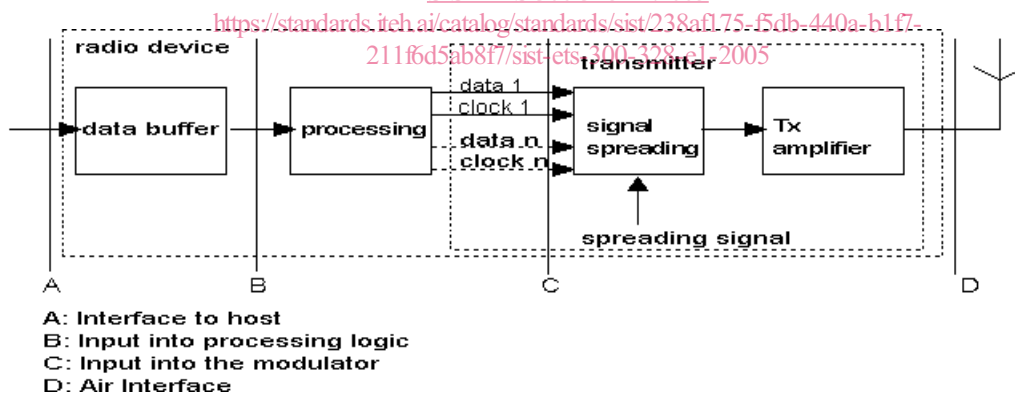 https://standards.iteh.ai/catalog/standards/sist/238af175-f5db-440a-b1f7-
211f6d5ab8f7/sist-ets-300-328-e1-2005
radio device
transmitter
data 1
clock 1
data buffer
processing
data n
clock n
signal
spreading
Tx
amplifier
spreading signal
A
B
C
D
A: Interface to host
B: Input into processing logic
C: Input into the modulator
D: Air Interface